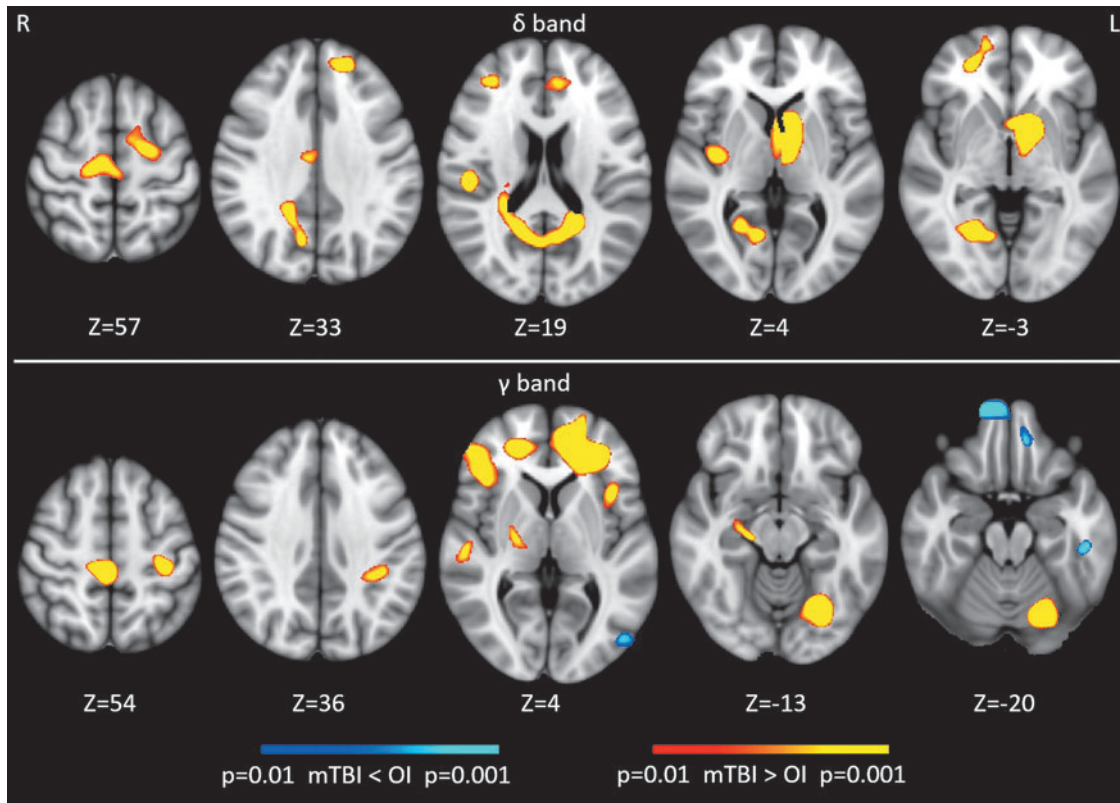 R δ band L
Z=57 Z=33 Z=19 Z=4 Z=-3
γ band
Z=54 Z=36 Z=4 Z=-13 Z=-20
p=0.01 mTBI < OI p=0.001 p=0.01 mTBI > OI p=0.001